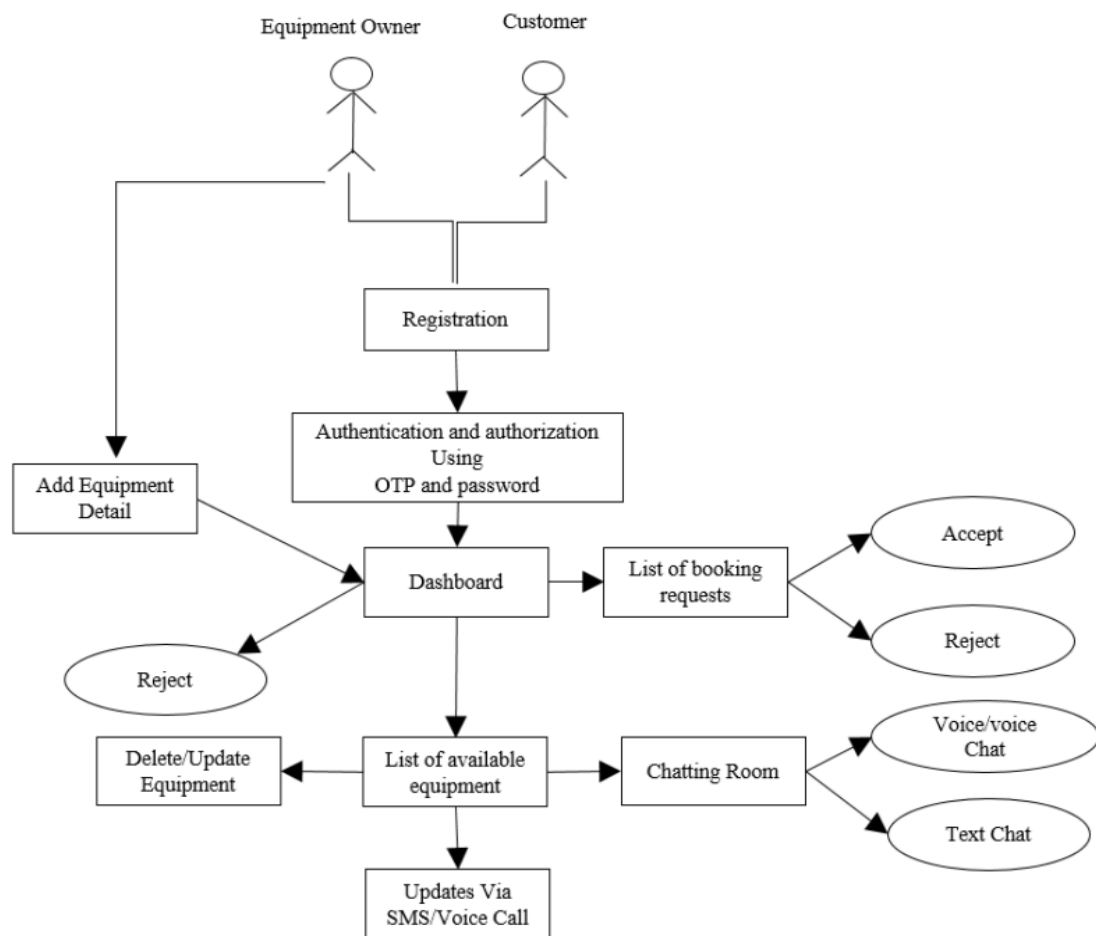 Equipment Owner
Customer
Registration
Authentication and authorization
Using
OTP and password
Add Equipment
Detail
Dashboard
List of booking
requests
Accept
Reject
Reject
Delete/Update
Equipment
List of available
equipment
Chatting Room
Voice/voice
Chat
Text Chat
Updates Via
SMS/Voice Call